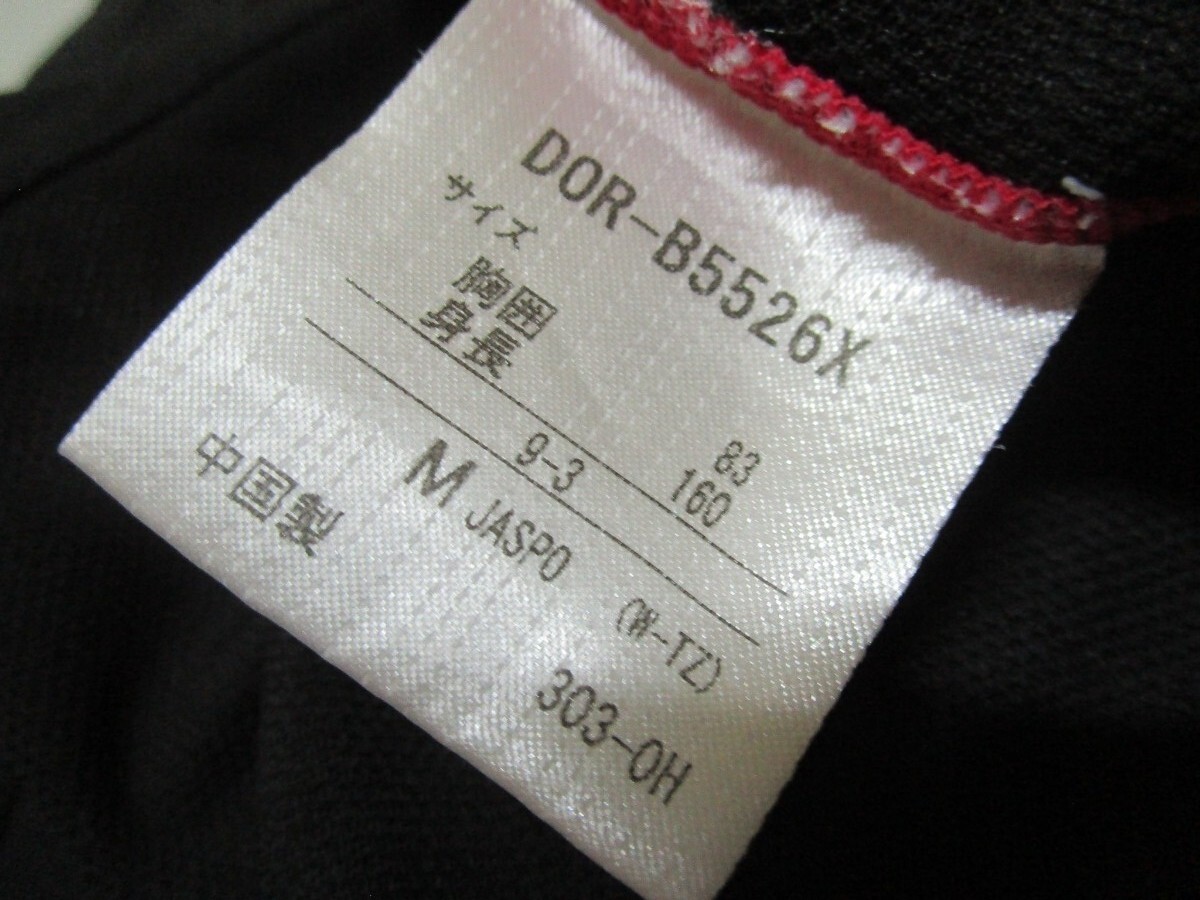 DOR-B5526X
サイズ
胸囲 83
身長 160
9-3
M JASPO (W-TZ)
中国製 303-OH